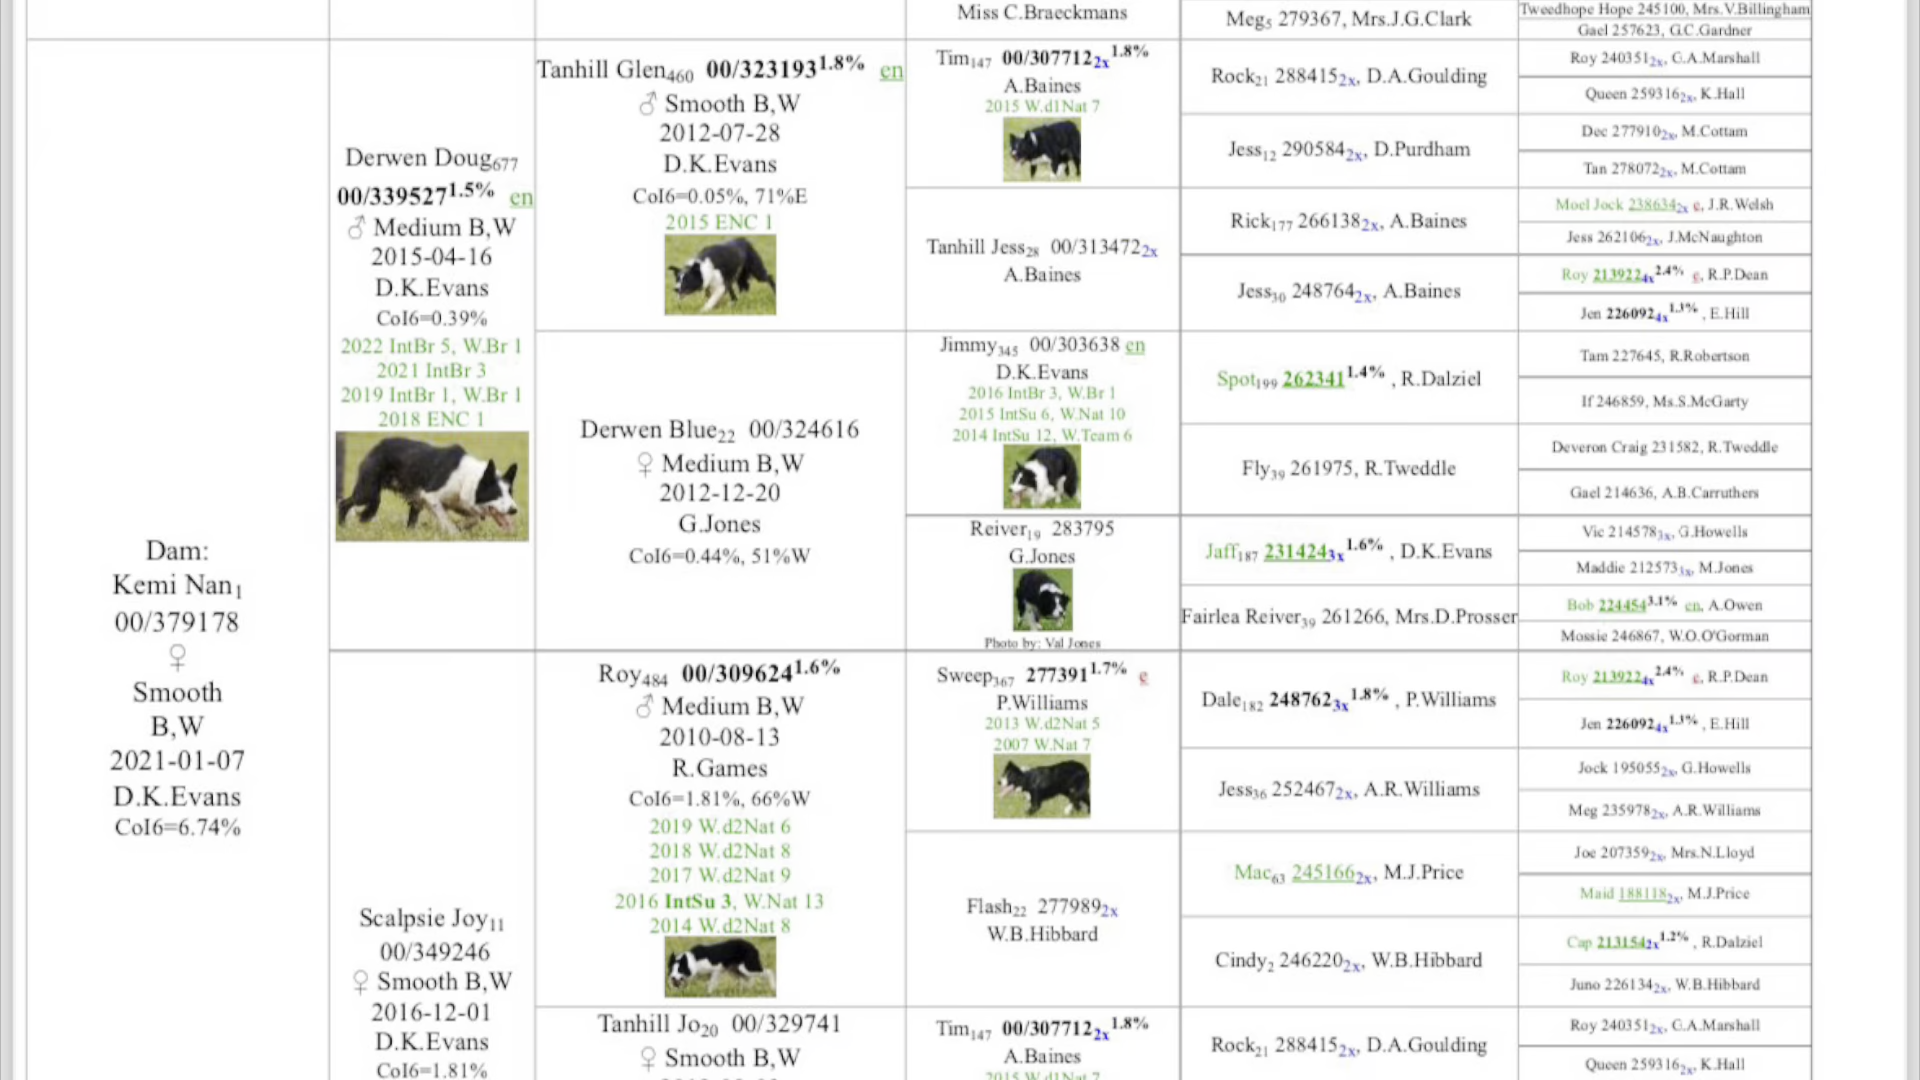 Dam:
Kemi Nan1
00/379178
♀
Smooth
B,W
2021-01-07
D.K.Evans
CoI6=6.74%
Derwen Doug677
00/339527 1.5% en
♂ Medium B,W
2015-04-16
D.K.Evans
CoI6=0.39%
2022 IntBr 5, W.Br 1
2021 IntBr 3
2019 IntBr 1, W.Br 1
2018 ENC 1
Scalpsie Joy11
00/349246
♀ Smooth B,W
2016-12-01
D.K.Evans
CoI6=1.81%
Tanhill Glen460 00/323193 1.8% en
♂ Smooth B,W
2012-07-28
D.K.Evans
CoI6=0.05%, 71%E
2015 ENC 1
Derwen Blue22 00/324616
♀ Medium B,W
2012-12-20
G.Jones
CoI6=0.44%, 51%W
Roy484 00/309624 1.6%
♂ Medium B,W
2010-08-13
R.Games
CoI6=1.81%, 66%W
2019 W.d2Nat 6
2018 W.d2Nat 8
2017 W.d2Nat 9
2016 IntSu 3, W.Nat 13
2014 W.d2Nat 8
Tanhill Jo20 00/329741
♀ Smooth B,W
Miss C.Braeckmans
Tim147 00/307712 2x 1.8%
A.Baines
2015 W.d1Nat 7
Tanhill Jess28 00/313472 2x
A.Baines
Jimmy345 00/303638 en
D.K.Evans
2016 IntBr 3, W.Br 1
2015 IntSu 6, W.Nat 10
2014 IntSu 12, W.Team 6
Reiver19 283795
G.Jones
Photo by: Val Jones
Sweep367 277391 1.7% e
P.Williams
2013 W.d2Nat 5
2007 W.Nat 7
Flash22 277989 2x
W.B.Hibbard
Tim147 00/307712 2x 1.8%
A.Baines
2015 W.d1Nat 7
Meg5 279367, Mrs.J.G.Clark
Rock21 288415 2x, D.A.Goulding
Jess12 290584 2x, D.Purdham
Rick177 266138 2x, A.Baines
Jess30 248764 2x, A.Baines
Spot199 262341 1.4% , R.Dalziel
Fly39 261975, R.Tweddle
Jaff187 231424 3x 1.6% , D.K.Evans
Fairlea Reiver39 261266, Mrs.D.Prosser
Dale182 248762 3x 1.8% , P.Williams
Jess36 252467 2x, A.R.Williams
Mac63 245166 2x, M.J.Price
Cindy2 246220 2x, W.B.Hibbard
Rock21 288415 2x, D.A.Goulding
Tweedhope Hope 245100, Mrs.V.Billingham
Gael 257623, G.C.Gardner
Roy 240351 2x, C.A.Marshall
Queen 259316 2x, K.Hall
Dec 277910 2x, M.Cottam
Tan 278072 2x, M.Cottam
Moel Jock 238634 2x e, J.R.Welsh
Jess 262106 2x, J.McNaughton
Roy 213922 4x 2.4% e, R.P.Dean
Jen 226092 4x 1.1% , E.Hill
Tam 227645, R.Robertson
If 246859, Ms.S.McGarty
Deveron Craig 231582, R.Tweddle
Gael 214636, A.B.Carruthers
Vic 214578 3x, G.Howells
Maddie 212573 3x, M.Jones
Bob 224454 3.1% en, A.Owen
Mossie 246867, W.O.O'Gorman
Roy 213922 4x 2.4% e, R.P.Dean
Jen 226092 4x 1.1% , E.Hill
Jock 195055 2x, G.Howells
Meg 235978 2x, A.R.Williams
Joe 207359 2x, Mrs.N.Lloyd
Maid 188118 2x, M.J.Price
Cap 213154 2x 1.2% , R.Dalziel
Juno 226134 2x, W.B.Hibbard
Roy 240351 2x, C.A.Marshall
Queen 259316 2x, K.Hall